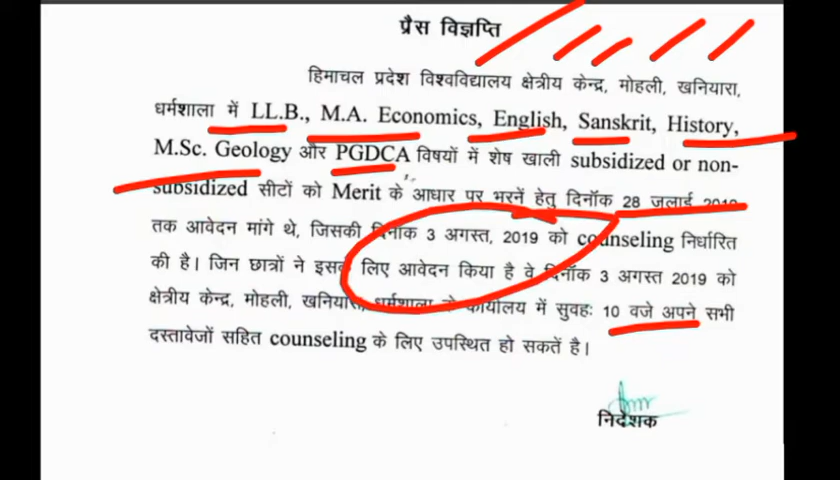 प्रैस विज्ञप्ति
हिमाचल प्रदेश विश्वविद्यालय क्षेत्रीय केन्द्र, मोहली, खनियारा,
धर्मशाला में LL.B., M.A. Economics, English, Sanskrit, History,
M.Sc. Geology और PGDCA विषयों में शेष खाली subsidized or non-
subsidized सीटों को Merit के आधार पर भरनें हेतु दिनॉंक 28 जुलाई 2019
तक आवेदन मांगे थे, जिसकी दिनॉंक 3 अगस्त, 2019 को counseling निर्धारित
की है। जिन छात्रों ने इसके लिए आवेदन किया है वे दिनॉंक 3 अगस्त 2019 को
क्षेत्रीय केन्द्र, मोहली, खनियारा, धर्मशाला के कार्यालय में सुवहः 10 वजे अपने सभी
दस्तावेजों सहित counseling के लिए उपस्थित हो सकतें है।
निदेशक